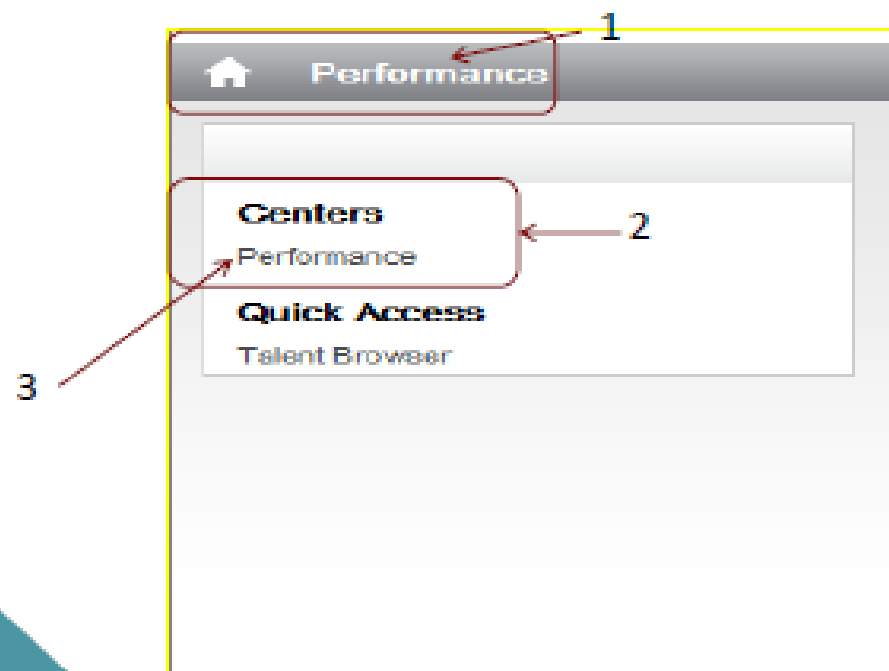 1
Performance
Centers
2
Performance
Quick Access
Talent Browser
3